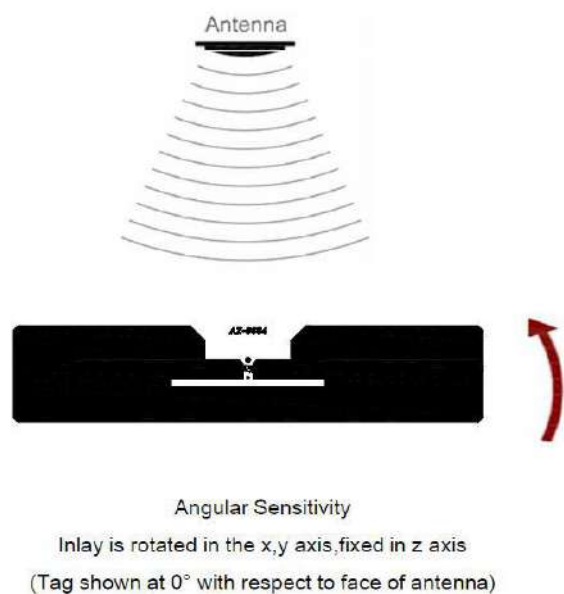 Antenna
Angular Sensitivity
Inlay is rotated in the x,y axis,fixed in z axis
(Tag shown at 0° with respect to face of antenna)